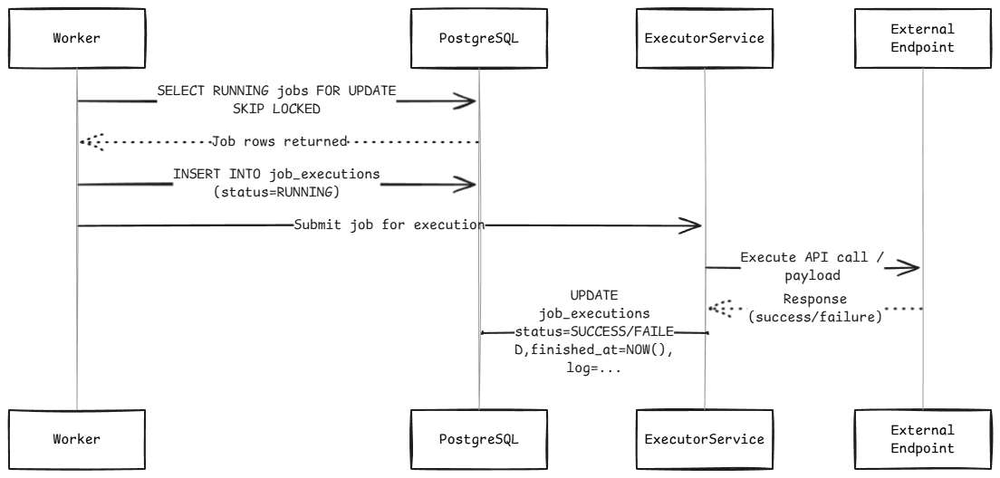 Worker
PostgreSQL
ExecutorService
External
Endpoint
SELECT RUNNING jobs FOR UPDATE
SKIP LOCKED
Job rows returned
INSERT INTO job_executions
(status=RUNNING)
Submit job for execution
Execute API call /
payload
Response
(success/failure)
UPDATE
job_executions
status=SUCCESS/FAILE
D,finished_at=NOW(),
log=...
Worker
PostgreSQL
ExecutorService
External
Endpoint